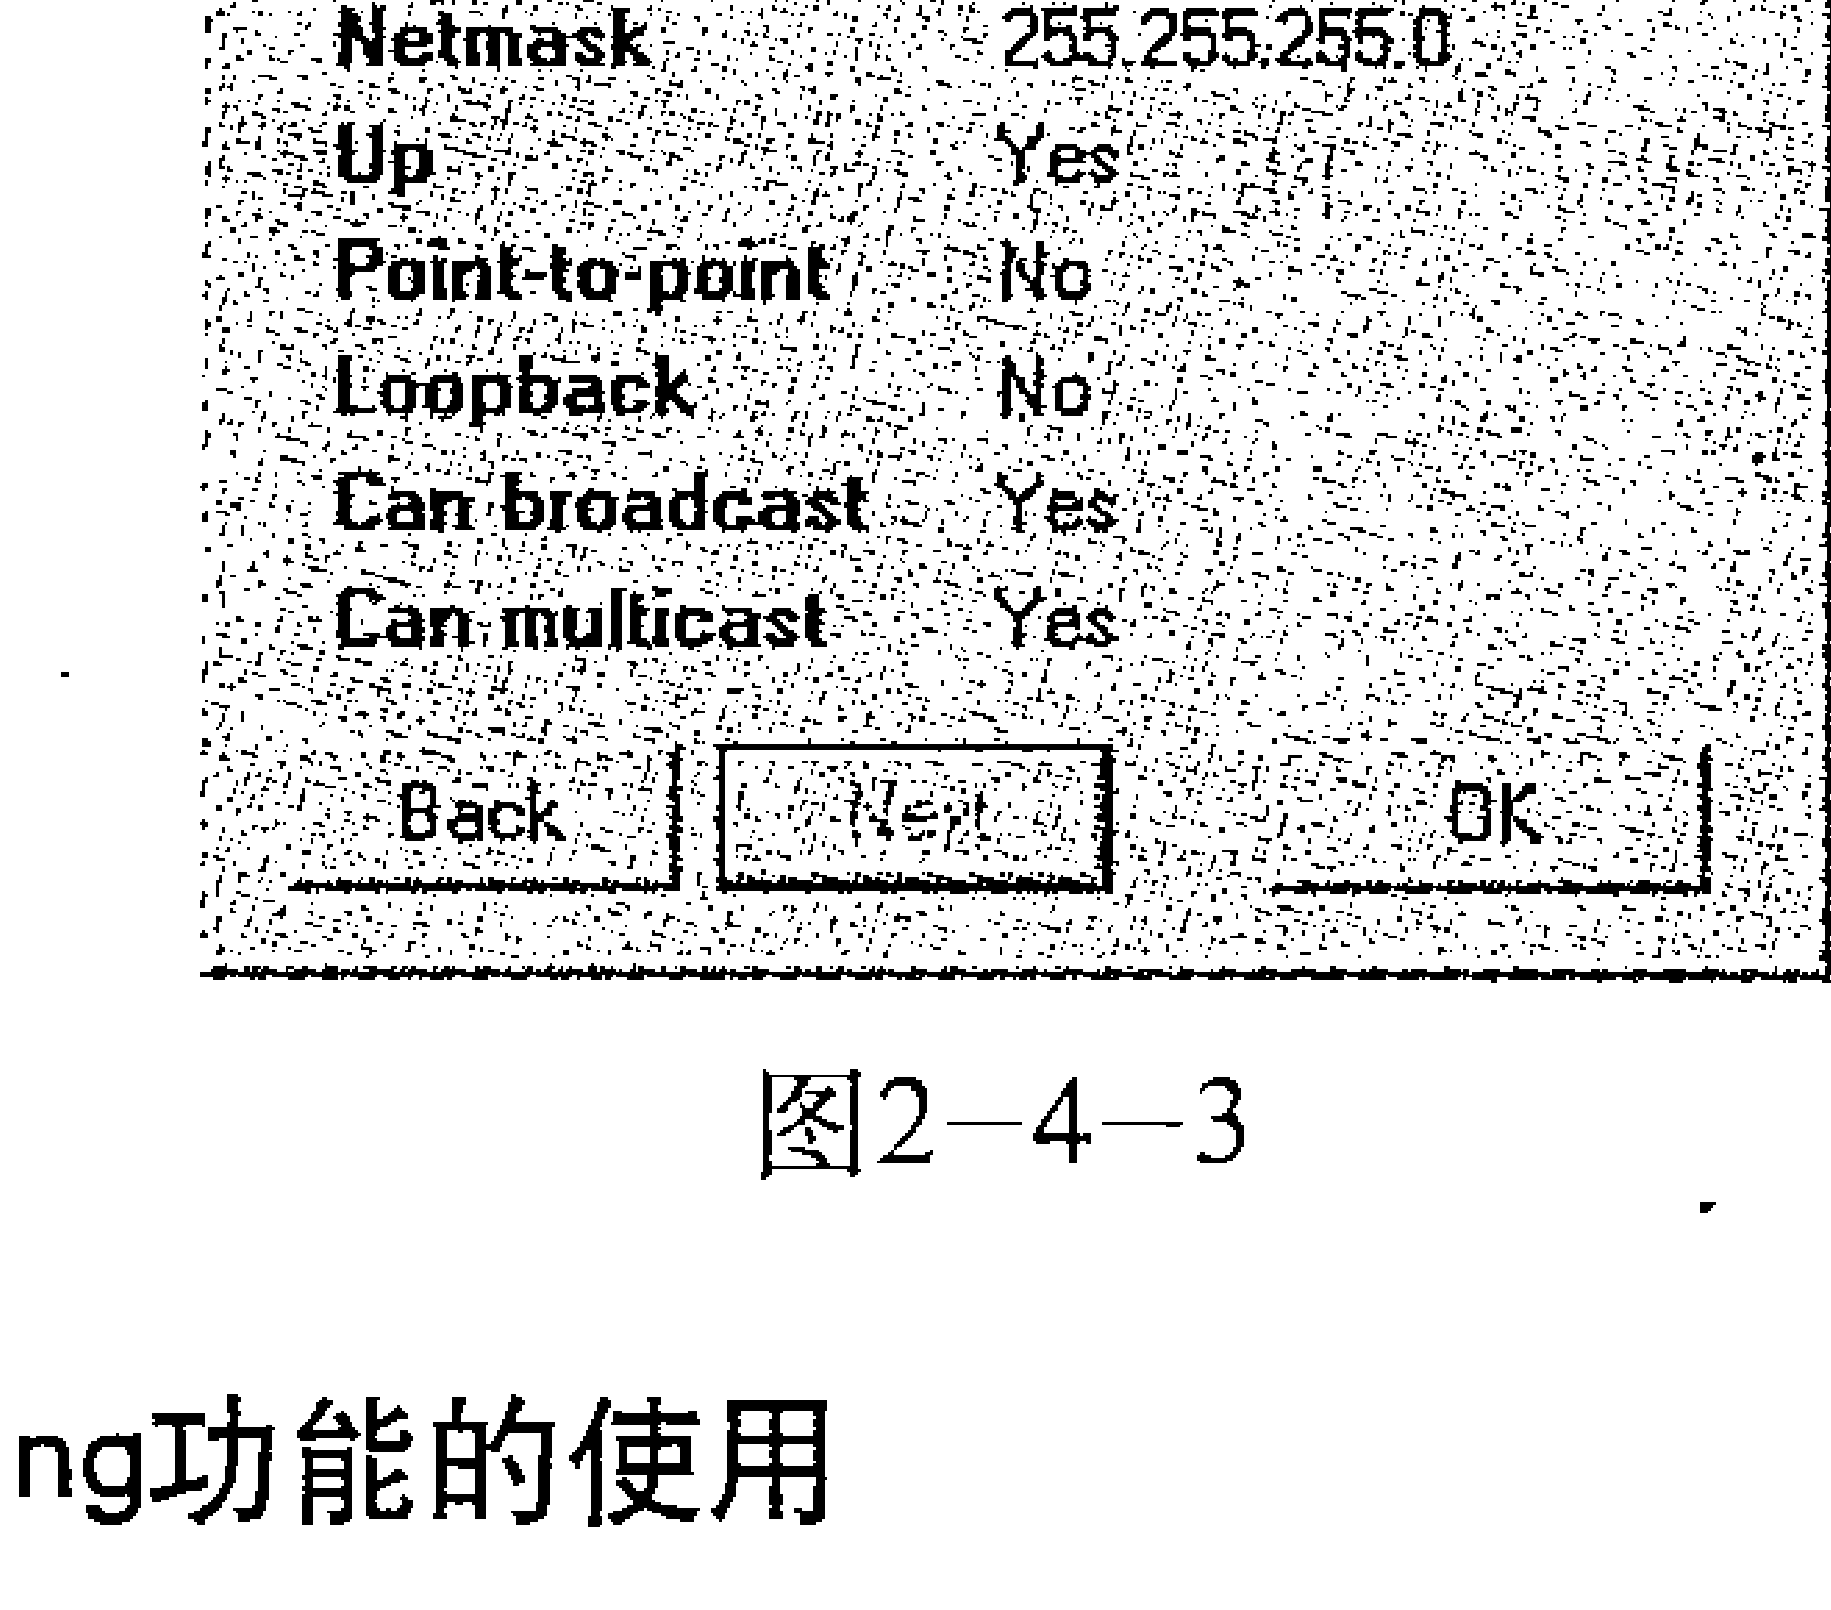 Netmask 255.255.255.0
Up Yes
Point-to-point No
Loopback No
Can broadcast Yes
Can multicast Yes
Back Next OK
图2—4—3
ng功能的使用